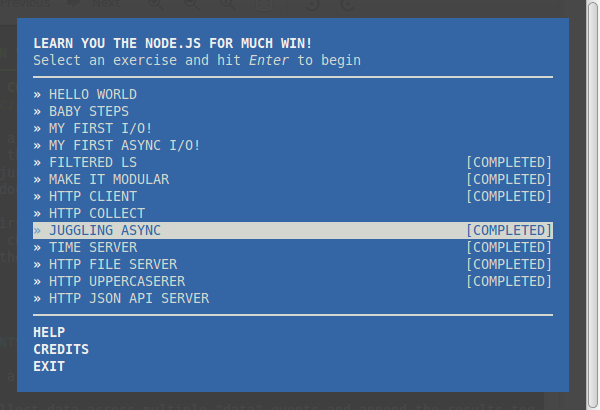 LEARN YOU THE NODE.JS FOR MUCH WIN!
Select an exercise and hit Enter to begin
» HELLO WORLD
» BABY STEPS
» MY FIRST I/O!
» MY FIRST ASYNC I/O!
» FILTERED LS [COMPLETED]
» MAKE IT MODULAR [COMPLETED]
» HTTP CLIENT [COMPLETED]
» HTTP COLLECT
» JUGGLING ASYNC [COMPLETED]
» TIME SERVER [COMPLETED]
» HTTP FILE SERVER [COMPLETED]
» HTTP UPPERCASERER [COMPLETED]
» HTTP JSON API SERVER
HELP
CREDITS
EXIT